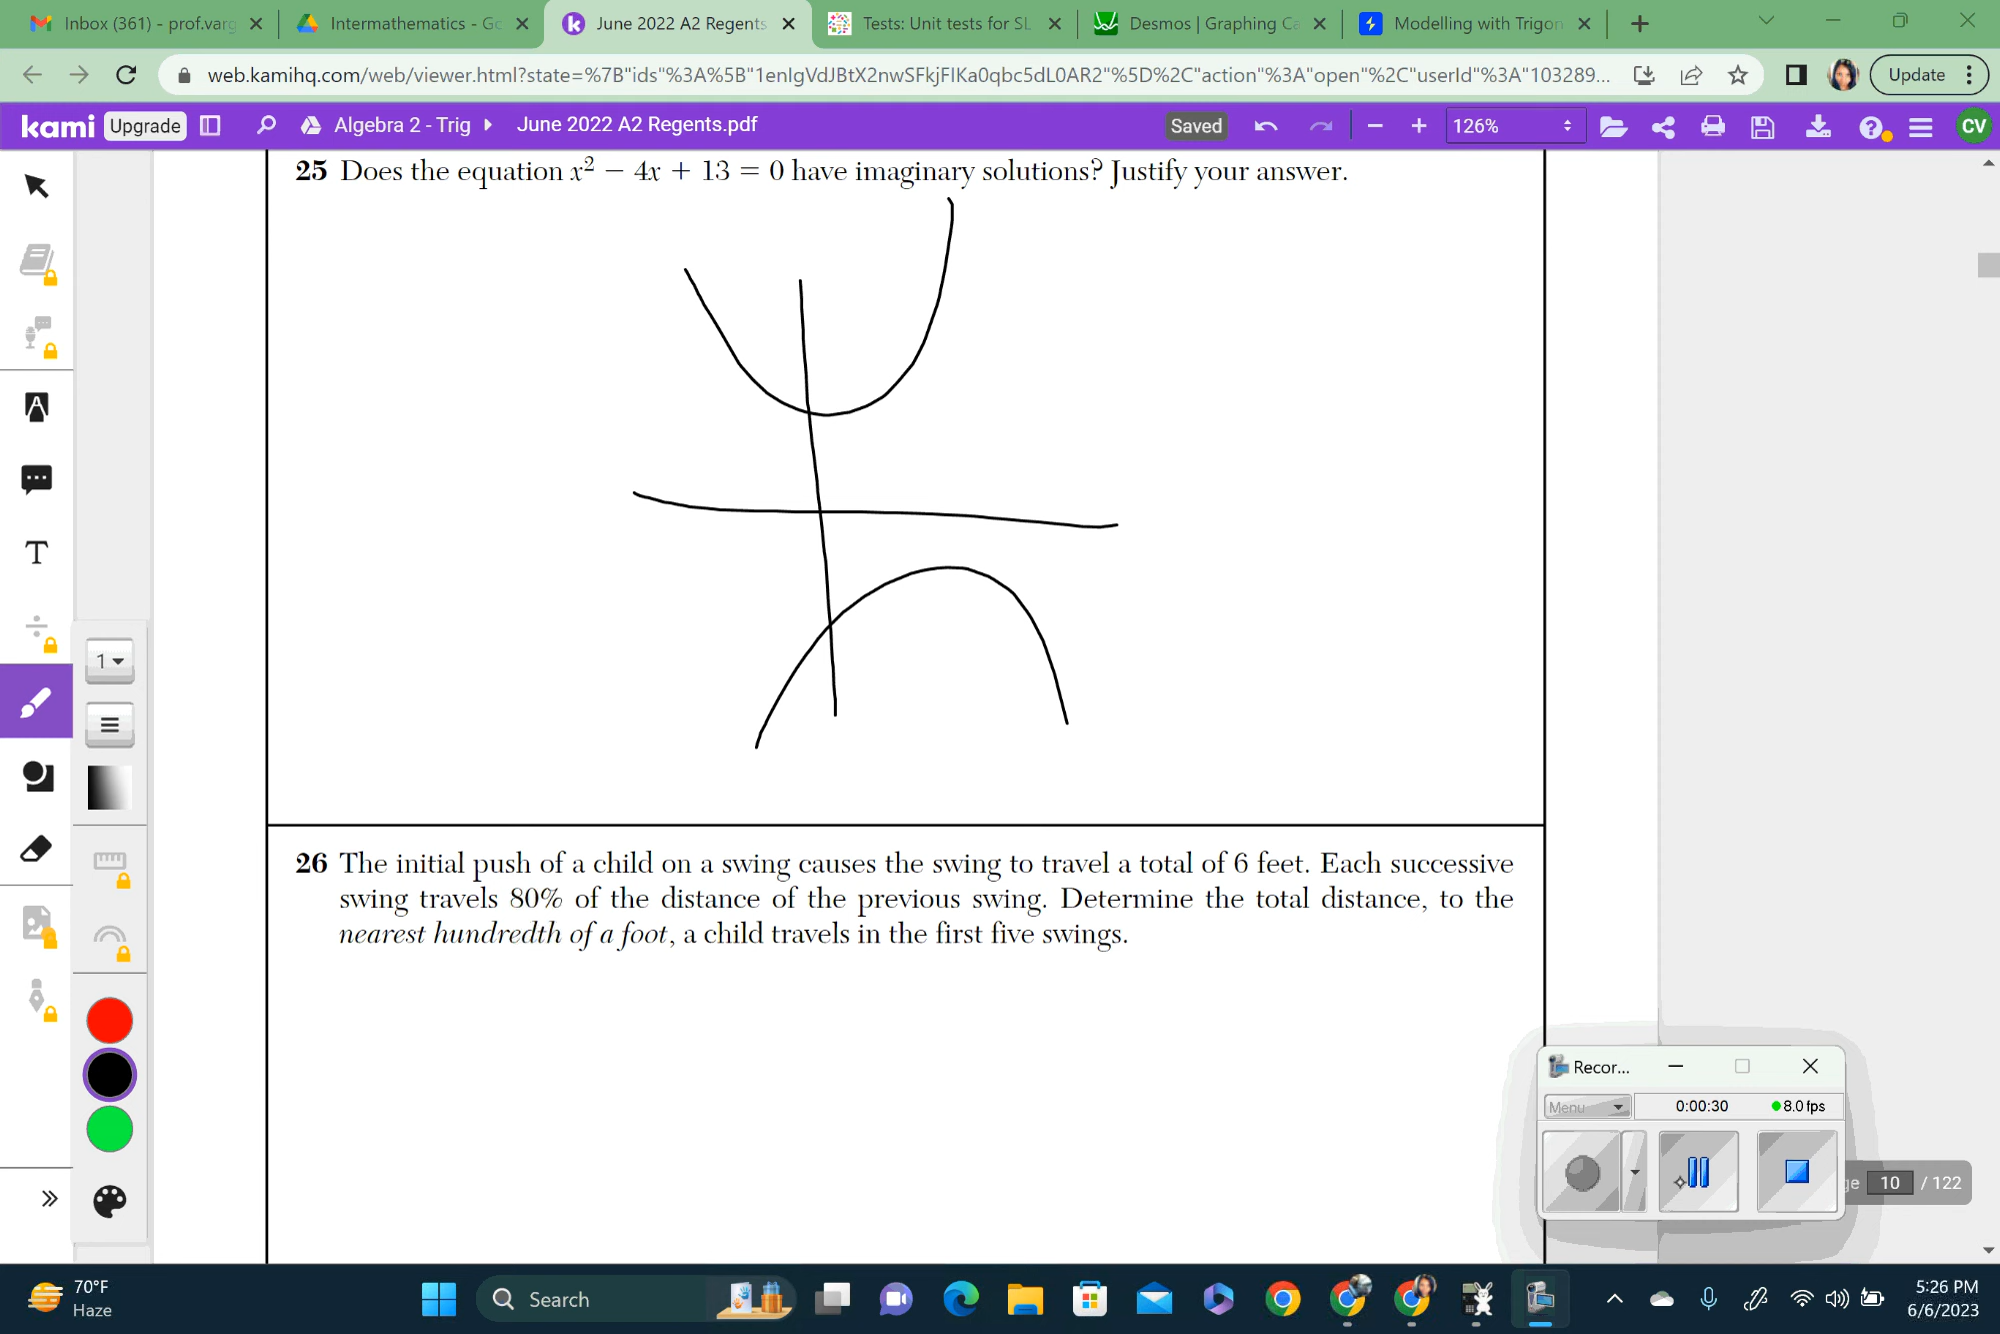 Inbox (361) - prof.varg
Intermathematics - Go
June 2022 A2 Regents
Tests: Unit tests for SL
Desmos | Graphing Ca
Modelling with Trigon
web.kamihq.com/web/viewer.html?state=%7B"ids"%3A%5B"1enIgVdJBtX2nwSFkjFIKa0qbc5dL0AR2"%5D%2C"action"%3A"open"%2C"userId"%3A"103289...
Update
kami Upgrade
Algebra 2 - Trig
June 2022 A2 Regents.pdf
Saved
126%
CV
25 Does the equation x² − 4x + 13 = 0 have imaginary solutions? Justify your answer.
T
1
26 The initial push of a child on a swing causes the swing to travel a total of 6 feet. Each successive
swing travels 80% of the distance of the previous swing. Determine the total distance, to the
nearest hundredth of a foot, a child travels in the first five swings.
Recor...
Menu
0:00:30
8.0 fps
ge 10 / 122
70°F
Haze
Search
5:26 PM
6/6/2023